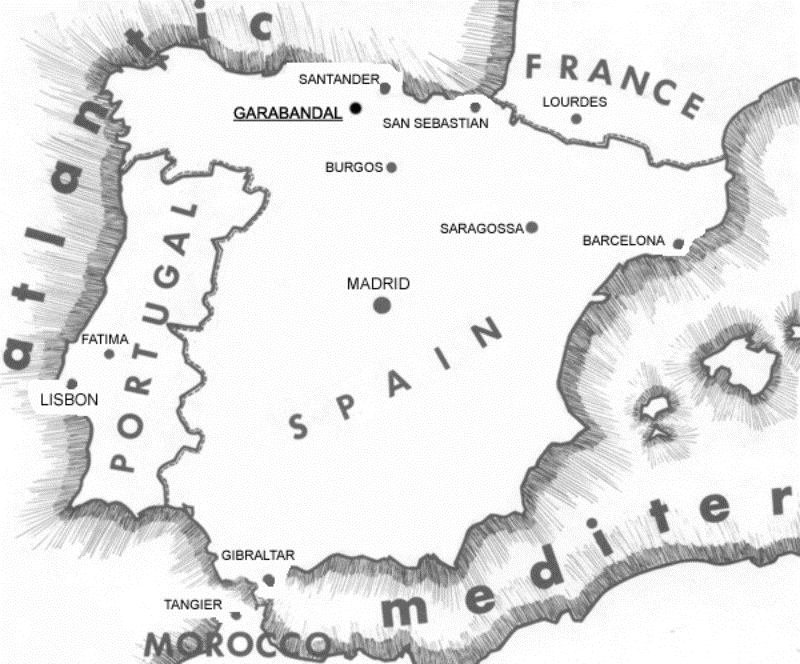 atlantic
SANTANDER
FRANCE
GARABANDAL
LOURDES
SAN SEBASTIAN
BURGOS
PORTUGAL
SARAGOSSA
BARCELONA
MADRID
FATIMA
SPAIN
LISBON
mediter
GIBRALTAR
TANGIER
MOROCCO